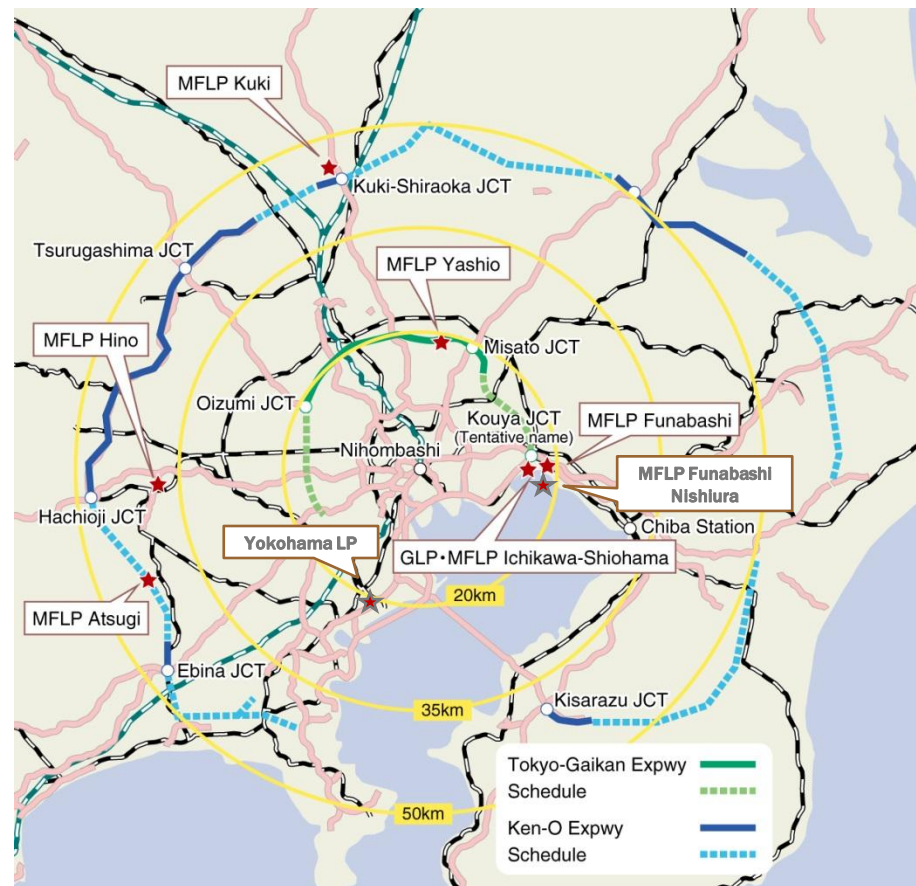 MFLP Kuki
Kuki-Shiraoka JCT
Tsurugashima JCT
MFLP Yashio
MFLP Hino
Misato JCT
Oizumi JCT
Kouya JCT
(Tentative name)
MFLP Funabashi
Nihombashi
MFLP Funabashi
Nishiura
Hachioji JCT
Chiba Station
Yokohama LP
GLP・MFLP Ichikawa-Shiohama
MFLP Atsugi
20km
Ebina JCT
Kisarazu JCT
35km
50km
Tokyo-Gaikan Expwy
Schedule
Ken-O Expwy
Schedule